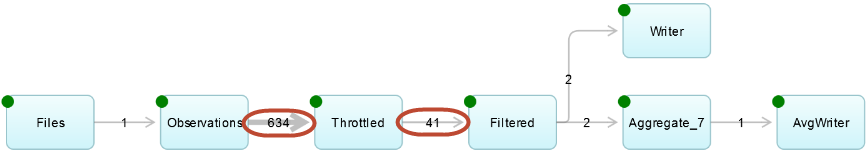 Writer
2
Files 1 Observations 634 Throttled 41 Filtered 2 Aggregate_7 1 AvgWriter